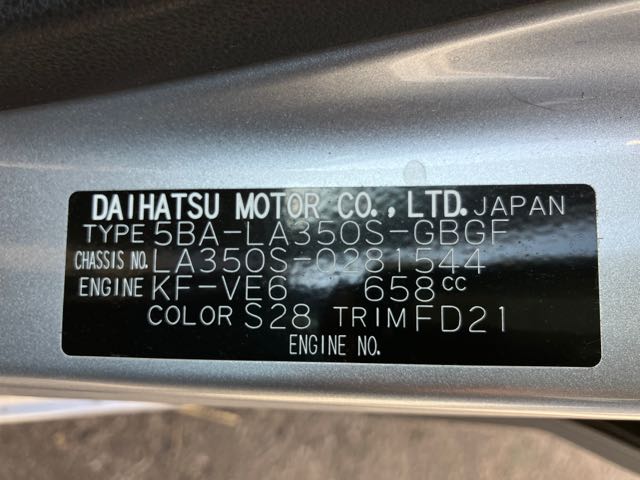 DAIHATSU MOTOR CO., LTD. JAPAN
TYPE 5BA-LA350S-GBGF
CHASSIS NO. LA350S-0281544
ENGINE KF-VE6 658cc
COLOR S28 TRIM FD21
ENGINE NO.